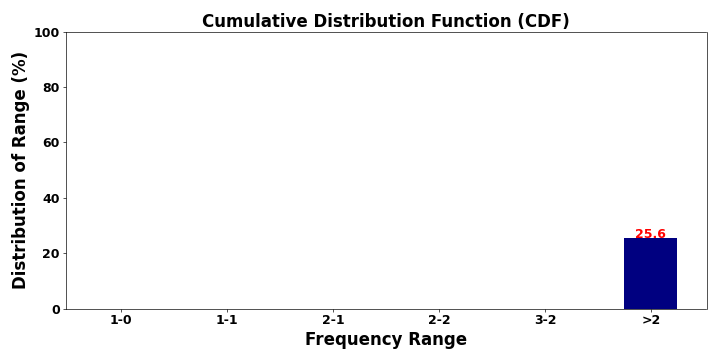 Cumulative Distribution Function (CDF)
Distribution of Range (%)
100
80
60
40
20
0
25.6
1-0 1-1 2-1 2-2 3-2 >2
Frequency Range